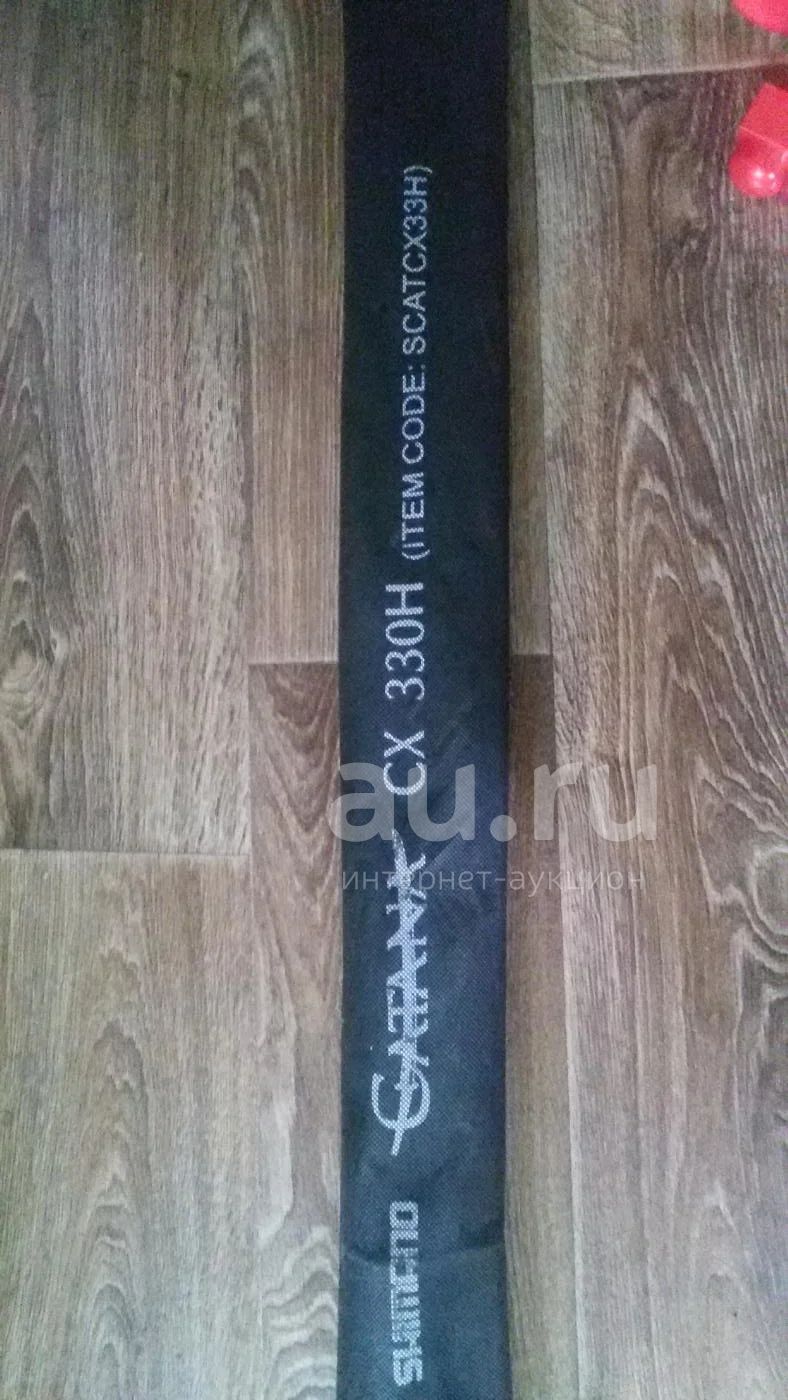 SHIMANO CATANA CX 330H (ITEM CODE: SCATCX33H)
au.ru
интернет-аукцион